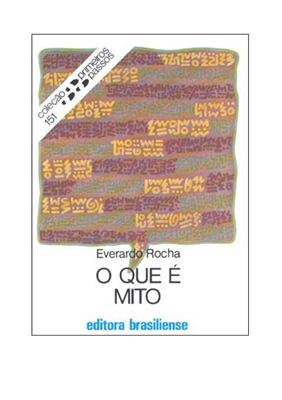 coleção
primeiros
passos
151
Everardo Rocha
O QUE É
MITO
editora brasiliense